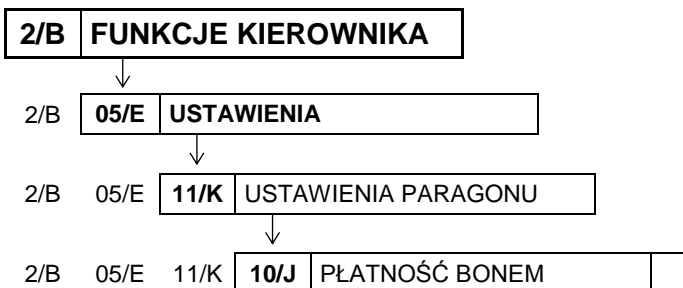 2/B FUNKCJE KIEROWNIKA
2/B 05/E USTAWIENIA
2/B 05/E 11/K USTAWIENIA PARAGONU
2/B 05/E 11/K 10/J PŁATNOŚĆ BONEM